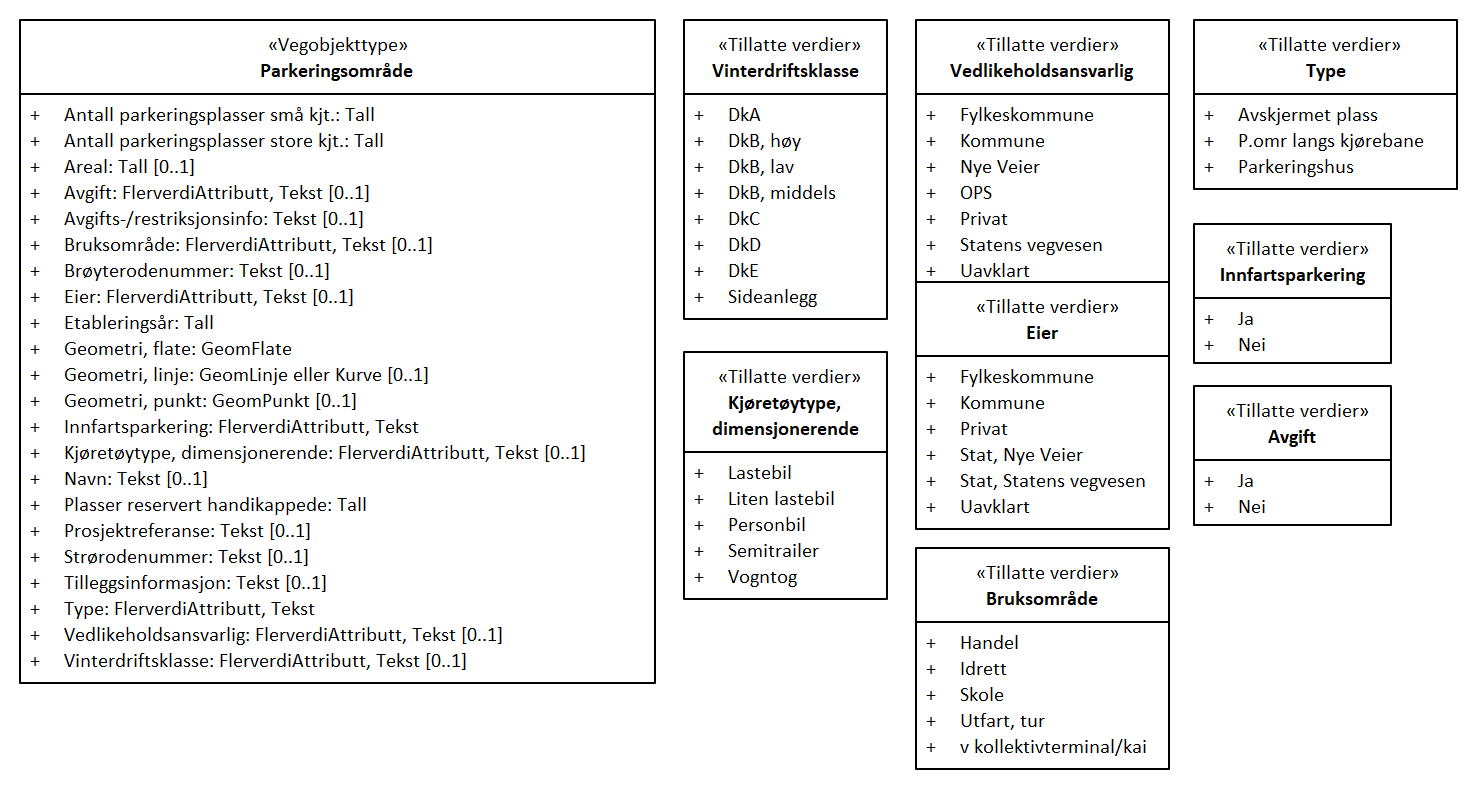 «Vegobjekttype»
Parkeringsområde
+ Antall parkeringsplasser små kjt.: Tall
+ Antall parkeringsplasser store kjt.: Tall
+ Areal: Tall [0..1]
+ Avgift: FlerverdiAttributt, Tekst [0..1]
+ Avgifts-/restriksjonsinfo: Tekst [0..1]
+ Bruksområde: FlerverdiAttributt, Tekst [0..1]
+ Brøyterodenummer: Tekst [0..1]
+ Eier: FlerverdiAttributt, Tekst [0..1]
+ Etableringsår: Tall
+ Geometri, flate: GeomFlate
+ Geometri, linje: GeomLinje eller Kurve [0..1]
+ Geometri, punkt: GeomPunkt [0..1]
+ Innfartsparkering: FlerverdiAttributt, Tekst
+ Kjøretøytype, dimensjonerende: FlerverdiAttributt, Tekst [0..1]
+ Navn: Tekst [0..1]
+ Plasser reservert handikappede: Tall
+ Prosjektreferanse: Tekst [0..1]
+ Strørodenummer: Tekst [0..1]
+ Tilleggsinformasjon: Tekst [0..1]
+ Type: FlerverdiAttributt, Tekst
+ Vedlikeholdsansvarlig: FlerverdiAttributt, Tekst [0..1]
+ Vinterdriftsklasse: FlerverdiAttributt, Tekst [0..1]
«Tillatte verdier»
Vinterdriftsklasse
+ DkA
+ DkB, høy
+ DkB, lav
+ DkB, middels
+ DkC
+ DkD
+ DkE
+ Sideanlegg
«Tillatte verdier»
Kjøretøytype,
dimensjonerende
+ Lastebil
+ Liten lastebil
+ Personbil
+ Semitrailer
+ Vogntog
«Tillatte verdier»
Vedlikeholdsansvarlig
+ Fylkeskommune
+ Kommune
+ Nye Veier
+ OPS
+ Privat
+ Statens vegvesen
+ Uavklart
«Tillatte verdier»
Eier
+ Fylkeskommune
+ Kommune
+ Privat
+ Stat, Nye Veier
+ Stat, Statens vegvesen
+ Uavklart
«Tillatte verdier»
Bruksområde
+ Handel
+ Idrett
+ Skole
+ Utfart, tur
+ v kollektivterminal/kai
«Tillatte verdier»
Type
+ Avskjermet plass
+ P.omr langs kjørebane
+ Parkeringshus
«Tillatte verdier»
Innfartsparkering
+ Ja
+ Nei
«Tillatte verdier»
Avgift
+ Ja
+ Nei